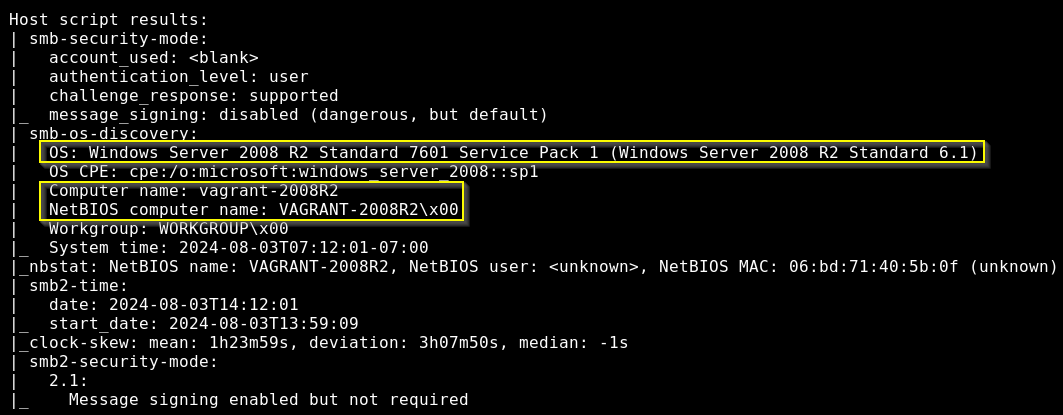 Host script results:
| smb-security-mode:
|   account_used: <blank>
|   authentication_level: user
|   challenge_response: supported
|_  message_signing: disabled (dangerous, but default)
| smb-os-discovery:
|   OS: Windows Server 2008 R2 Standard 7601 Service Pack 1 (Windows Server 2008 R2 Standard 6.1)
|   OS CPE: cpe:/o:microsoft:windows_server_2008::sp1
|   Computer name: vagrant-2008R2
|   NetBIOS computer name: VAGRANT-2008R2\x00
|   Workgroup: WORKGROUP\x00
|_  System time: 2024-08-03T07:12:01-07:00
|_nbstat: NetBIOS name: VAGRANT-2008R2, NetBIOS user: <unknown>, NetBIOS MAC: 06:bd:71:40:5b:0f (unknown)
| smb2-time:
|   date: 2024-08-03T14:12:01
|_  start_date: 2024-08-03T13:59:09
|_clock-skew: mean: 1h23m59s, deviation: 3h07m50s, median: -1s
| smb2-security-mode:
|   2.1:
|_    Message signing enabled but not required